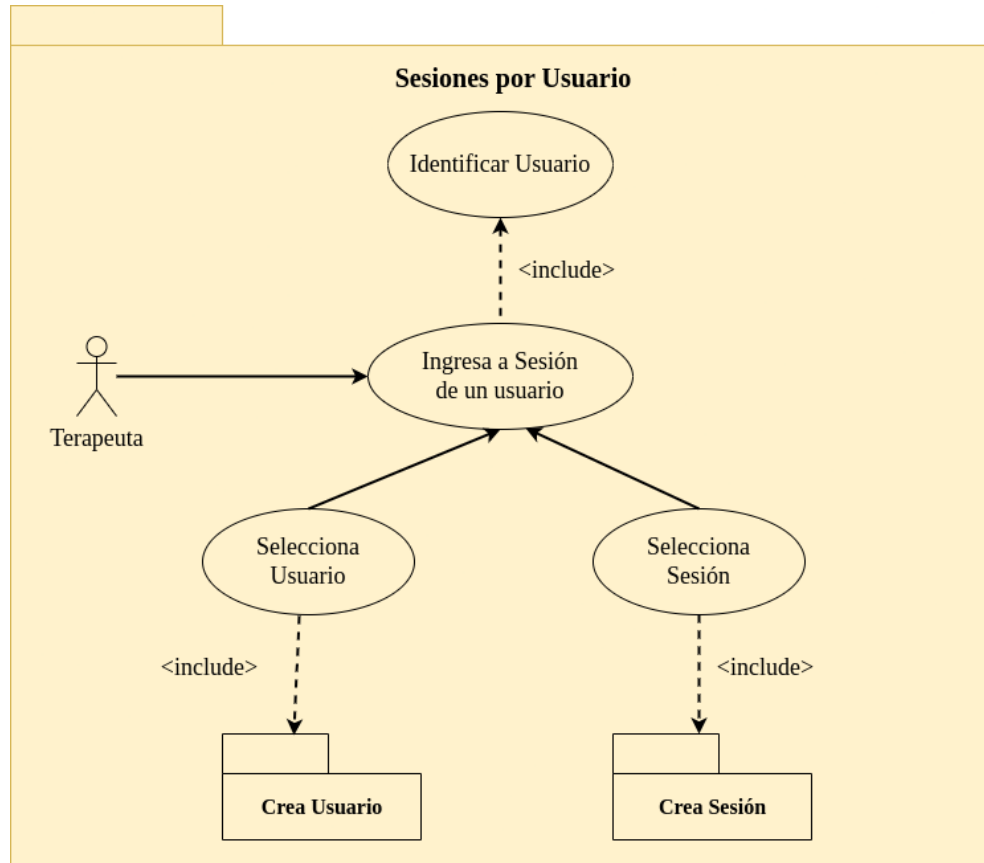 Sesiones por Usuario
Identificar Usuario
<include>
Ingresa a Sesión
de un usuario
Terapeuta
Selecciona
Usuario
Selecciona
Sesión
<include>
<include>
Crea Usuario
Crea Sesión